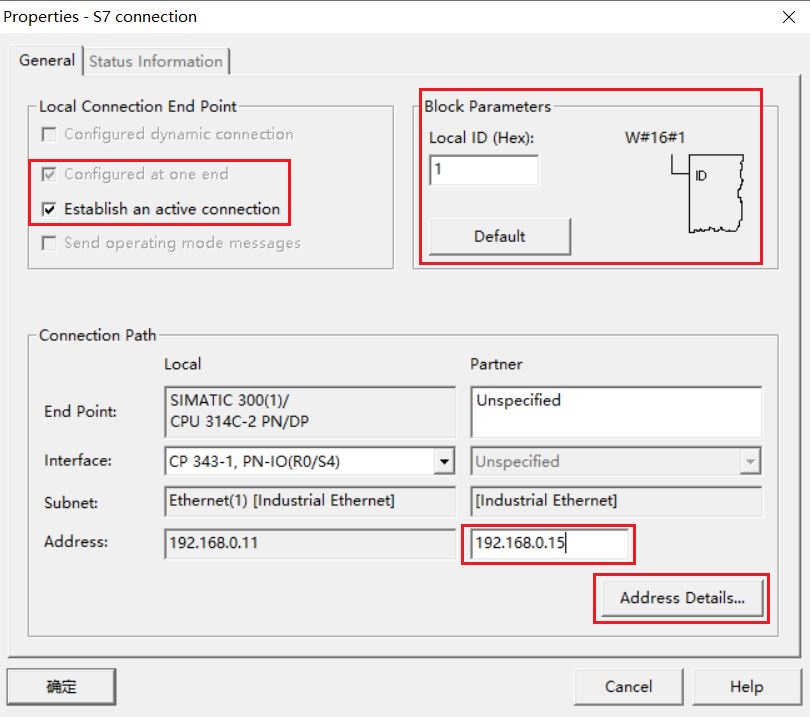 Properties - S7 connection
General
Status Information
Local Connection End Point
Configured dynamic connection
Configured at one end
Establish an active connection
Send operating mode messages
Block Parameters
Local ID (Hex):
W#16#1
1
ID
Default
Connection Path
Local
Partner
End Point:
SIMATIC 300(1)/
CPU 314C-2 PN/DP
Unspecified
Interface:
CP 343-1, PN-IO(R0/S4)
Unspecified
Subnet:
Ethernet(1) [Industrial Ethernet]
[Industrial Ethernet]
Address:
192.168.0.11
192.168.0.15
Address Details...
确定
Cancel
Help